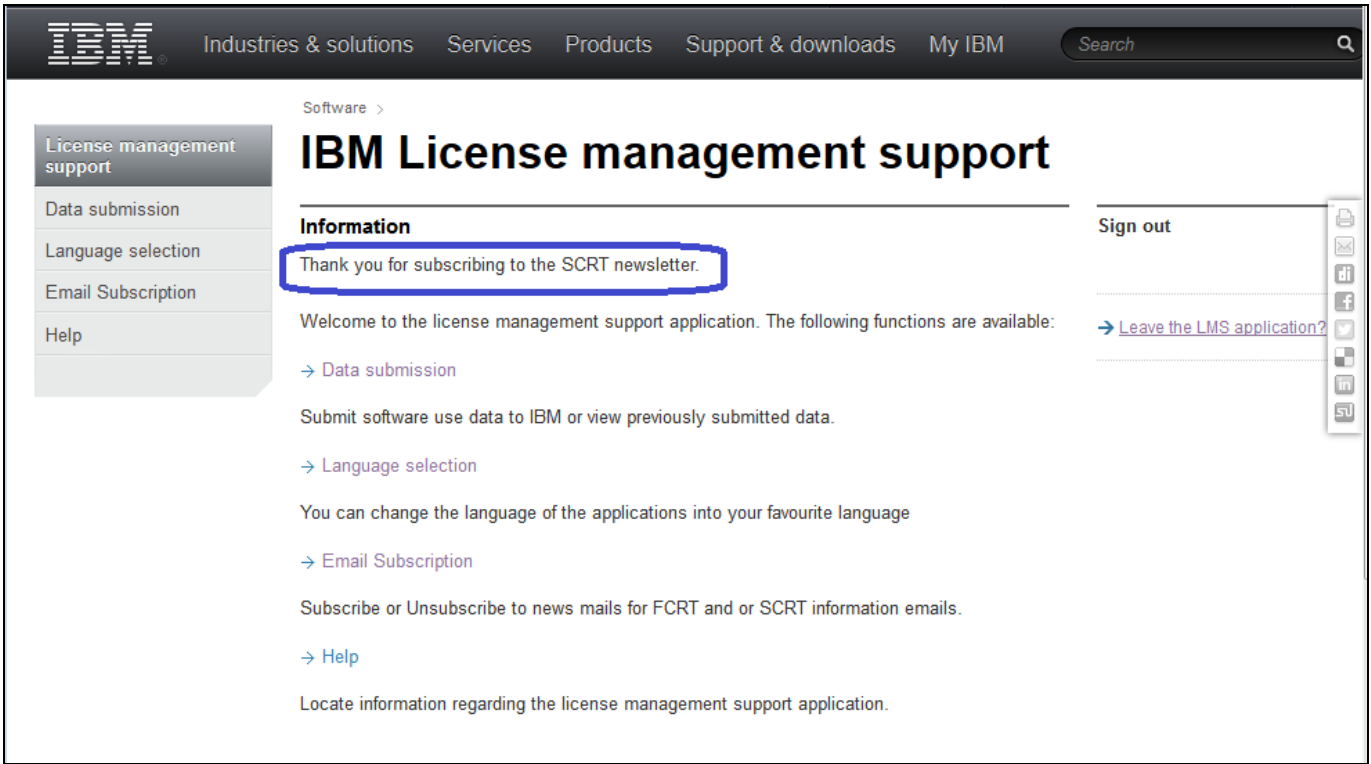 IBM®
Industries & solutions Services Products Support & downloads My IBM Search
Software >
License management
support
Data submission
Language selection
Email Subscription
Help
IBM License management support
Information
Thank you for subscribing to the SCRT newsletter.
Welcome to the license management support application. The following functions are available:
→ Data submission
Submit software use data to IBM or view previously submitted data.
→ Language selection
You can change the language of the applications into your favourite language
→ Email Subscription
Subscribe or Unsubscribe to news mails for FCRT and or SCRT information emails.
→ Help
Locate information regarding the license management support application.
Sign out
→ Leave the LMS application?
di
f
in